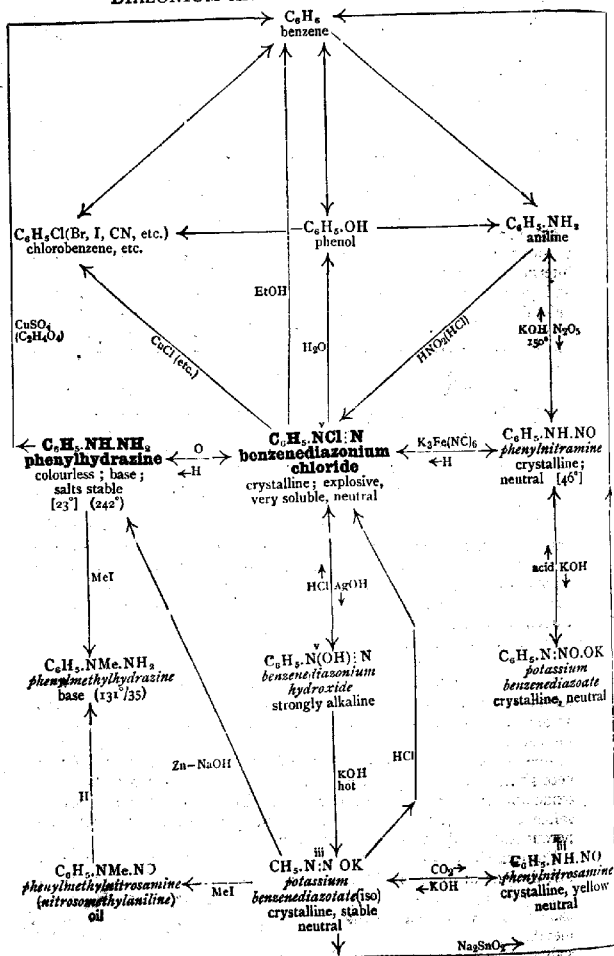 C₆H₆
benzene
C₆H₅Cl(Br, I, CN, etc.)
chlorobenzene, etc.
C₆H₅.OH
phenol
C₆H₅.NH₂
aniline
EtOH
H₂O
CuCl (etc.)
HNO₂(HCl)
KOH N₂O₅
150°
CuSO₄
(C₂H₄O₄)
C₆H₅.NH.NH₂
phenylhydrazine
colourless; base;
salts stable
[23°] (242°)
O
←H
v
C₆H₅.NCl⋮N
benzenediazonium
chloride
crystalline; explosive,
very soluble, neutral
K₃Fe(NC)₆
←H
C₆H₅.NH.NO
phenylnitramine
crystalline;
neutral [46°]
MeI
HCl AgOH
acid KOH
C₆H₅.NMe.NH₂
phenylmethylhydrazine
base (131°/35)
v
C₆H₅.N(OH)⋮N
benzenediazonium
hydroxide
strongly alkaline
C₆H₅.N:NO.OK
potassium
benzenediazoate
crystalline, neutral
H
Zn–NaOH
KOH
hot
HCl
C₆H₅.NMe.NO
phenylmethylnitrosamine
(nitrosomethylaniline)
oil
MeI
iii
CH₅.N:N OK
potassium
benzenediazotate(iso)
crystalline, stable
neutral
CO₂→
←KOH
iii
C₆H₅.NH.NO
phenylnitrosamine
crystalline, yellow
neutral
Na₂SnO₂→